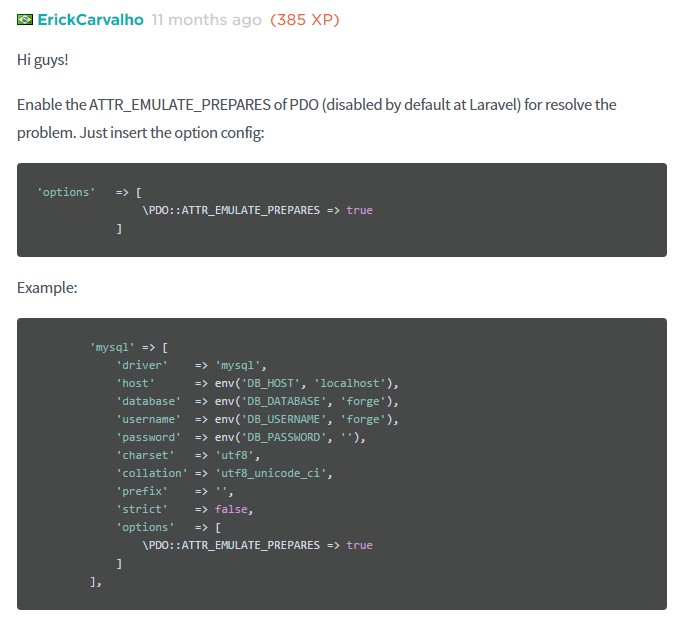 ErickCarvalho 11 months ago (385 XP)
Hi guys!
Enable the ATTR_EMULATE_PREPARES of PDO (disabled by default at Laravel) for resolve the
problem. Just insert the option config:
'options'   => [
                \PDO::ATTR_EMULATE_PREPARES => true
            ]
Example:
        'mysql' => [
            'driver'    => 'mysql',
            'host'      => env('DB_HOST', 'localhost'),
            'database'  => env('DB_DATABASE', 'forge'),
            'username'  => env('DB_USERNAME', 'forge'),
            'password'  => env('DB_PASSWORD', ''),
            'charset'   => 'utf8',
            'collation' => 'utf8_unicode_ci',
            'prefix'    => '',
            'strict'    => false,
            'options'   => [
                \PDO::ATTR_EMULATE_PREPARES => true
            ]
        ],